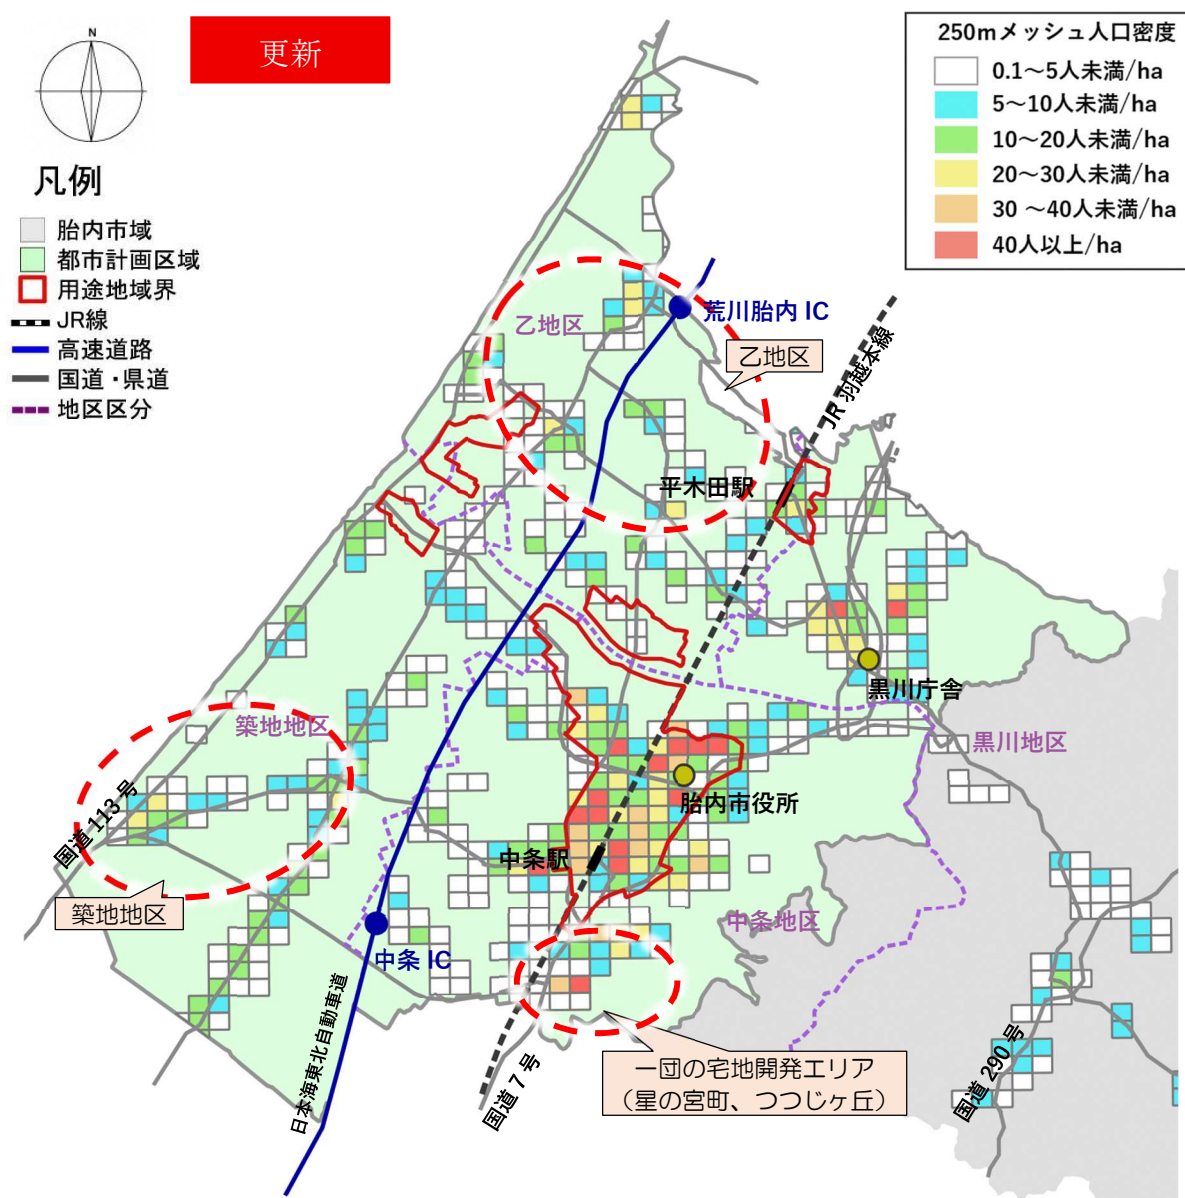 N
更新
250mメッシュ人口密度
0.1～5人未満/ha
5～10人未満/ha
10～20人未満/ha
20～30人未満/ha
30 ～40人未満/ha
40人以上/ha
凡例
胎内市域
都市計画区域
用途地域界
JR線
高速道路
国道・県道
地区区分
乙地区
荒川胎内 IC
乙地区
JR 羽越本線
平木田駅
黒川庁舎
築地地区
黒川地区
国道 113 号
胎内市役所
中条駅
築地地区
中条地区
中条 IC
日本海東北自動車道
国道 7 号
国道 290 号
一団の宅地開発エリア
（星の宮町、つつじヶ丘）